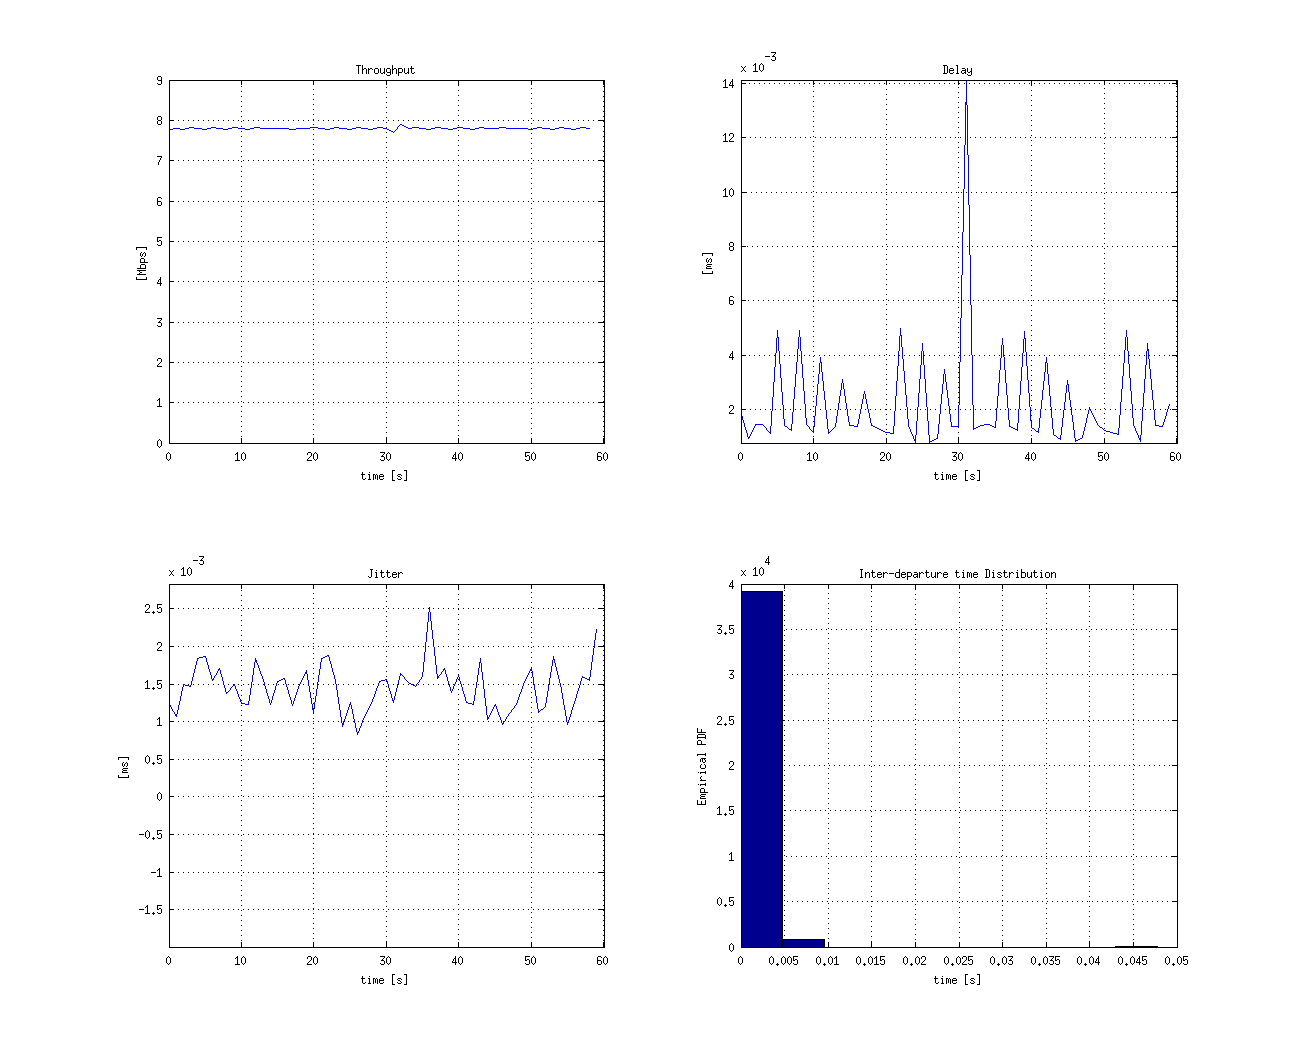 Throughput
9
8
7
6
5
4
3
2
1
0
[Mbps]
0 10 20 30 40 50 60
time [s]
x 10^-3
Delay
14
12
10
8
6
4
2
[ms]
0 10 20 30 40 50 60
time [s]
x 10^-3
Jitter
2.5
2
1.5
1
0.5
0
-0.5
-1
-1.5
[ms]
0 10 20 30 40 50 60
time [s]
x 10^4
Inter-departure time Distribution
4
3.5
3
2.5
2
1.5
1
0.5
0
Empirical PDF
0 0.005 0.01 0.015 0.02 0.025 0.03 0.035 0.04 0.045 0.05
time [s]